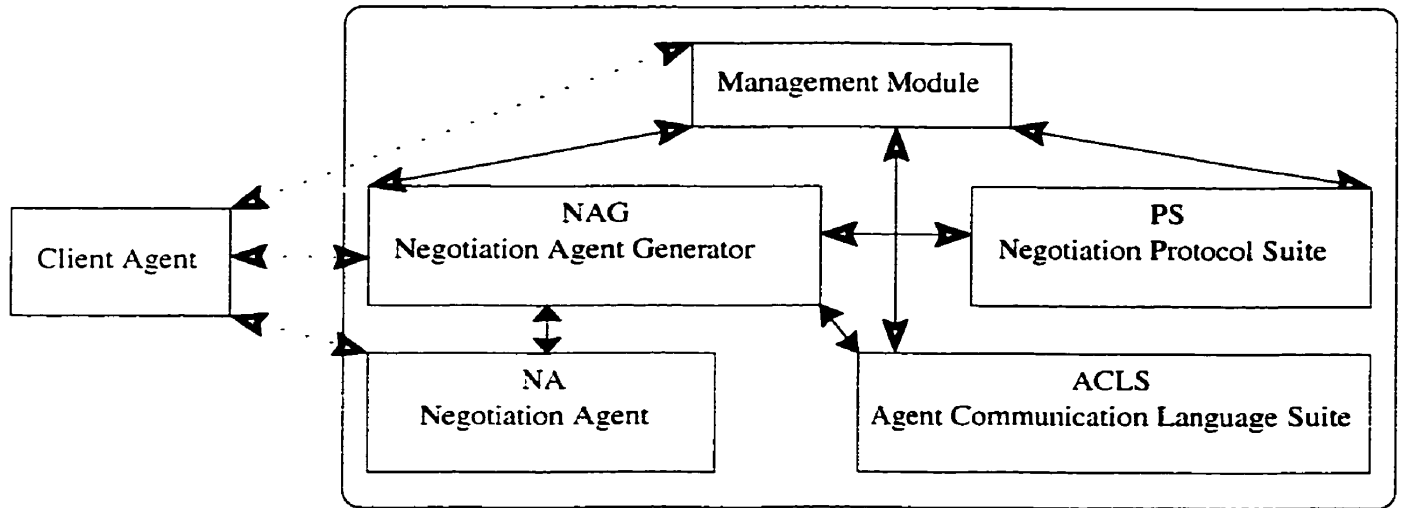 Management Module
NAG
Negotiation Agent Generator
PS
Negotiation Protocol Suite
Client Agent
NA
Negotiation Agent
ACLS
Agent Communication Language Suite